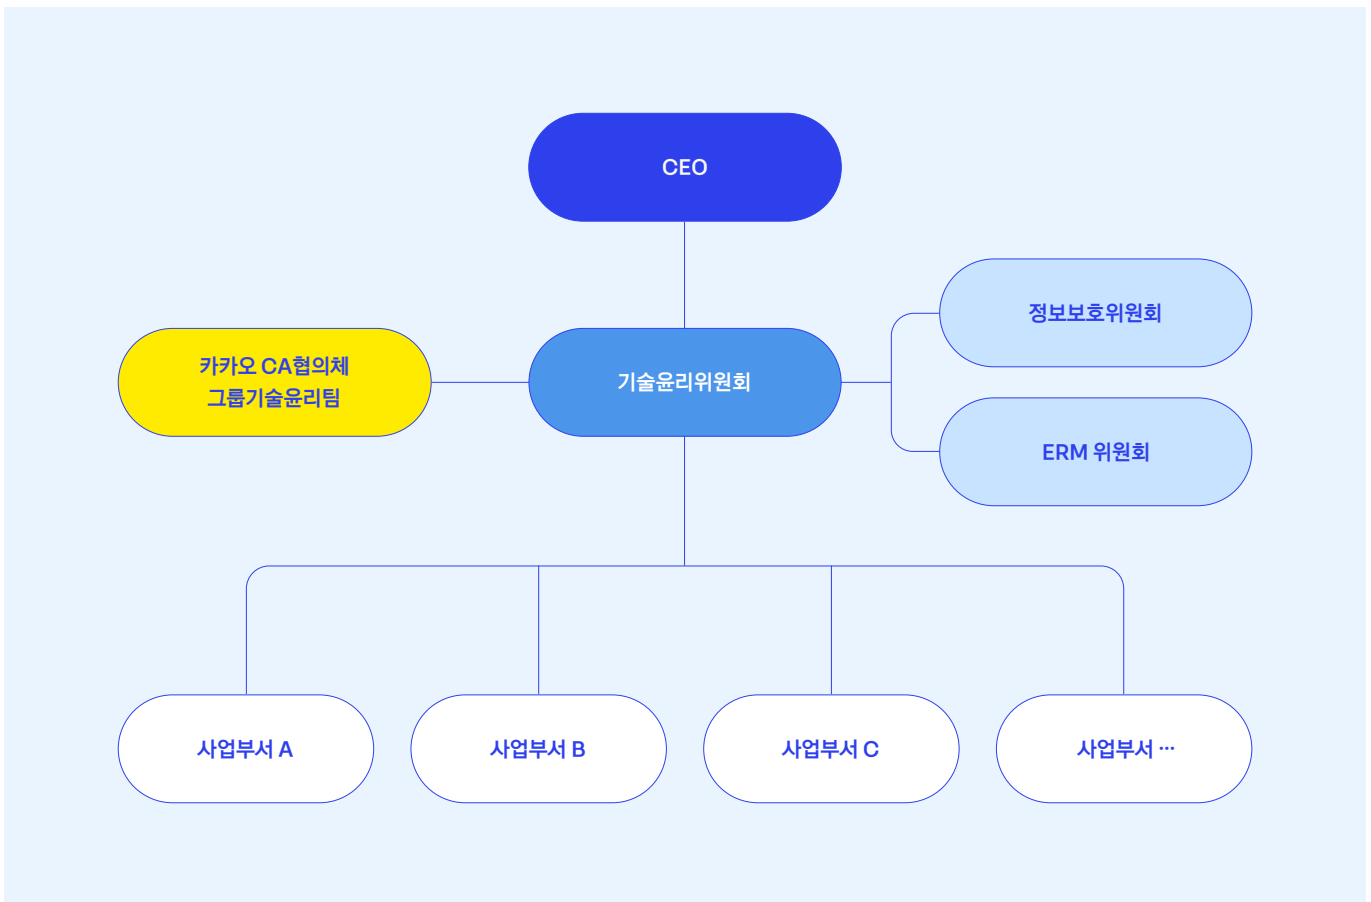 CEO
정보보호위원회
카카오 CA협의체
그룹기술윤리팀
기술윤리위원회
ERM 위원회
사업부서 A
사업부서 B
사업부서 C
사업부서 ···